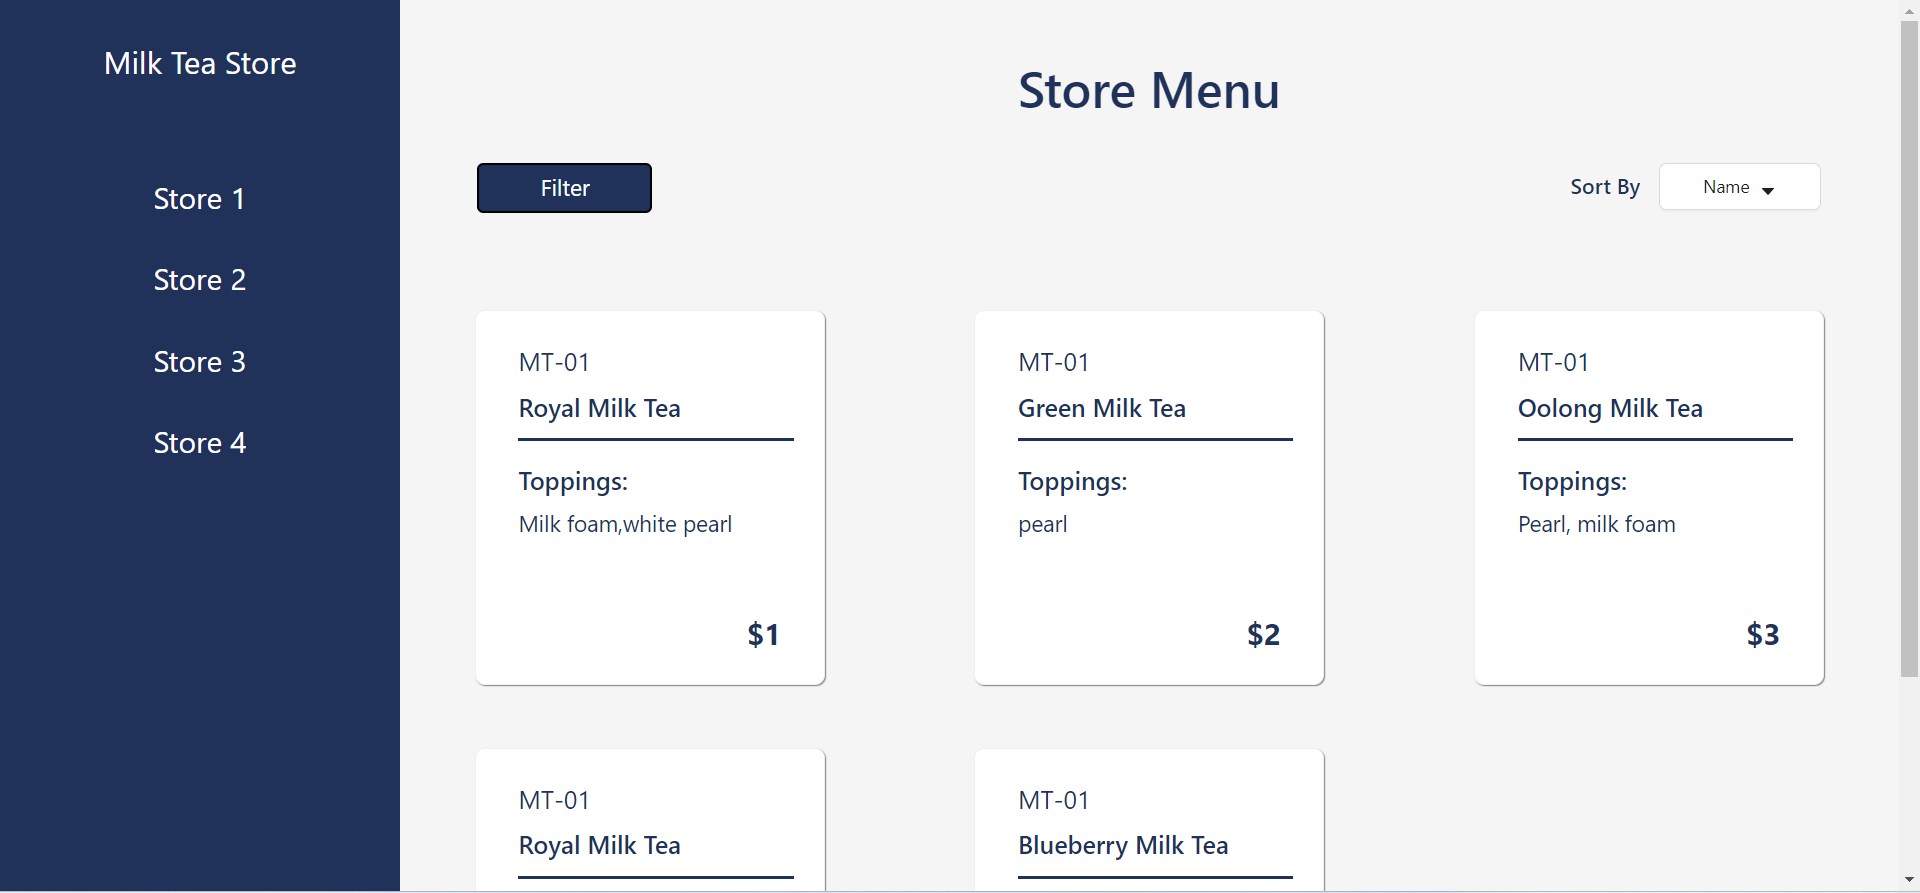 Milk Tea Store
Store 1
Store 2
Store 3
Store 4
Store Menu
Filter
Sort By
Name
MT-01
Royal Milk Tea
Toppings:
Milk foam,white pearl
$1
MT-01
Green Milk Tea
Toppings:
pearl
$2
MT-01
Oolong Milk Tea
Toppings:
Pearl, milk foam
$3
MT-01
Royal Milk Tea
MT-01
Blueberry Milk Tea